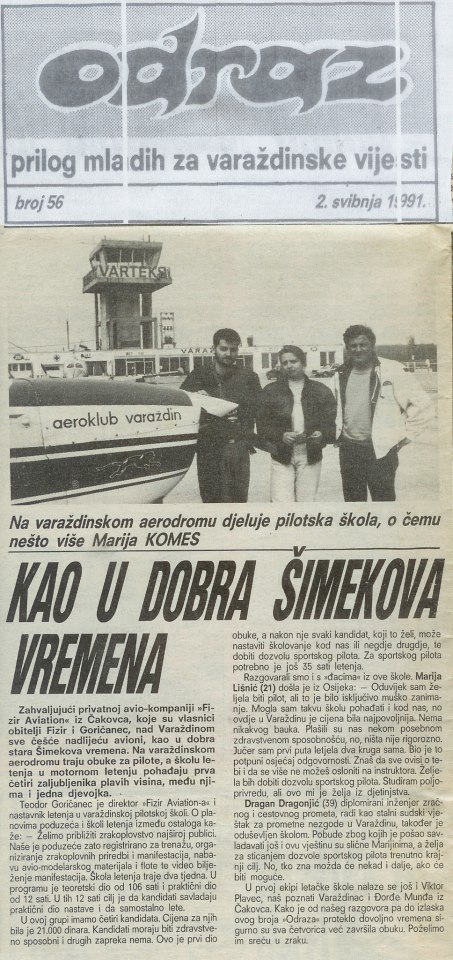 odraz
prilog mladih za varaždinske vijesti
broj 56
2. svibnja 1991.
VARTEKS
VARAŽ
aeroklub varaždin
Na varaždinskom aerodromu djeluje pilotska škola, o čemu
nešto više Marija KOMES
KAO U DOBRA ŠIMEKOVA
VREMENA
Zahvaljujući privatnoj avio-kompaniji »Fi-
zir Aviation« iz Čakovca, koje su vlasnici
obitelji Fizir i Goričanec, nad Varaždinom
sve češće nadlijeću avioni, kao u dobra
stara Šimekova vremena. Na varaždinskom
aerodromu traju obuke za pilote, a školu le-
tenja u motornom letenju pohađaju prva
četiri zaljubljenika plavih visina, među nji-
ma i jedna djevojka.
Teodor Goričanec je direktor »Fizir Aviation-a« i
nastavnik letenja u varaždinskoj pilotskoj školi. O pla-
novima poduzeća i školi letenja između ostaloga ka-
že: — Želimo približiti zrakoplovstvo najširoj publici.
Naše je poduzeće zato registrirano za trenažu, orga-
niziranje zrakoplovnih priredbi i manifestacija, naba-
vu avio-modelarskog materijala i flote te video bilje-
ženje manifestacija. Škola letenja traje dva tjedna. U
programu je teoretski dio od 106 sati i praktični dio
od 12 sati. U tih 12 sati cilj je da kandidati savladaju
praktični dio nastave i da samostalno lete.
U ovoj grupi imamo četiri kandidata. Cijena za njih
bila je 21.000 dinara. Kandidati moraju biti zdravstve-
no sposobni i drugih zapreka nema. Ovo je prvi dio
obuke, a nakon nje svaki kandidat, koji to želi, može
nastaviti školovanje kod nas ili negdje drugdje, te
dobiti dozvolu sportskog pilota. Za sportskog pilota
potrebno je još 35 sati letenja.
Razgovarali smo i s »đacima« iz ove škole. Marija
Lišnić (21) došla je iz Osijeka: — Oduvijek sam že-
ljela biti pilot, ali to je bilo isključivo muško zanima-
nje. Mogla sam takvu školu pohađati i kod nas, no
ovdje u Varaždinu je cijena bila najpovoljnija. Nema
nikakvog bauka. Plašili su nas nekom posebnom
zdravstvenom sposobnošću, no, ništa nije rigorozno.
Jučer sam prvi puta letjela dva kruga sama. Bio je to
potpuni osjećaj odgovornosti. Znaš da sve ovisi o te-
bi i da se više ne možeš osloniti na instruktora. Željе-
la bih dobiti dozvolu sportskog pilota. Studiram poljo-
privredu, ali ovo mi je želja iz djetinjstva.
Dragan Dragonjić (39) diplomirani inženjer zrač-
nog i cestovnog prometa, radi kao stalni sudski vje-
štak za prometne nezgode u Varaždinu, također je
oduševljen školom. Pobude zbog kojih je pošao sa-
vladavati još i ovu vještinu su slične Marijinima, a želja
za sticanjem dozvole sportskog pilota trenutno kraj-
nji cilj. No, tko zna možda će nekad i dalje, ako će
biti moguće.
U prvoj ekipi letačke škole nalaze se još i Viktor
Plavec, naš poznati Varaždinac i Đorđe Munđa iz
Čakovca. Kako je od našeg razgovora pa do izlaska
ovog broja »Odraza« proteklo dovoljno vremena si-
gurno su sva četvorica već završila obuku. Poželimo
im sreću u zraku.